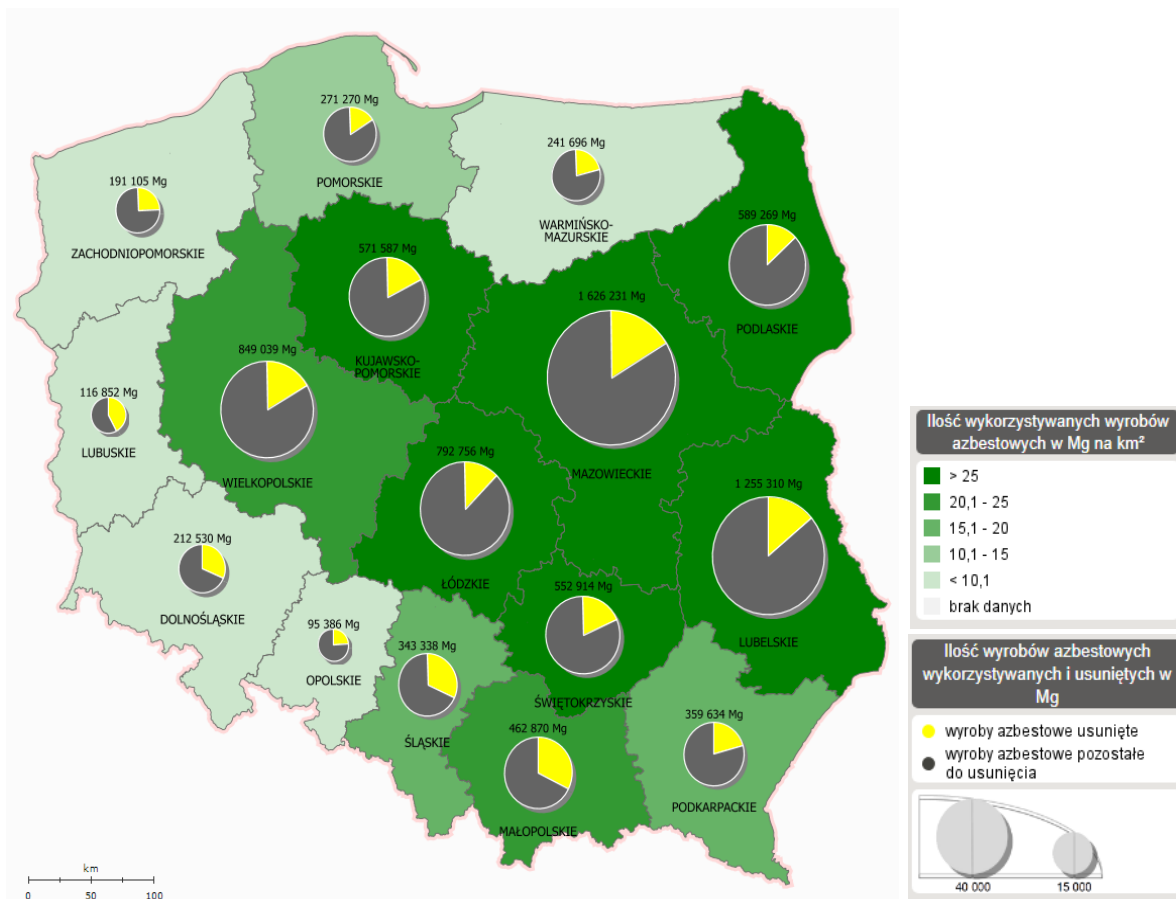 271 270 Mg
POMORSKIE
241 696 Mg
WARMIŃSKO-
MAZURSKIE
191 105 Mg
ZACHODNIOPOMORSKIE
589 269 Mg
PODLASKIE
571 587 Mg
KUJAWSKO-
POMORSKIE
1 626 231 Mg
MAZOWIECKIE
849 039 Mg
WIELKOPOLSKIE
116 852 Mg
LUBUSKIE
792 756 Mg
ŁÓDZKIE
1 255 310 Mg
LUBELSKIE
212 530 Mg
DOLNOŚLĄSKIE
95 386 Mg
OPOLSKIE
343 338 Mg
ŚLĄSKIE
552 914 Mg
ŚWIĘTOKRZYSKIE
462 870 Mg
MAŁOPOLSKIE
359 634 Mg
PODKARPACKIE
km
0 50 100
Ilość wykorzystywanych wyrobów
azbestowych w Mg na km²
> 25
20,1 - 25
15,1 - 20
10,1 - 15
< 10,1
brak danych
Ilość wyrobów azbestowych
wykorzystywanych i usuniętych w
Mg
wyroby azbestowe usunięte
wyroby azbestowe pozostałe
do usunięcia
40 000 15 000